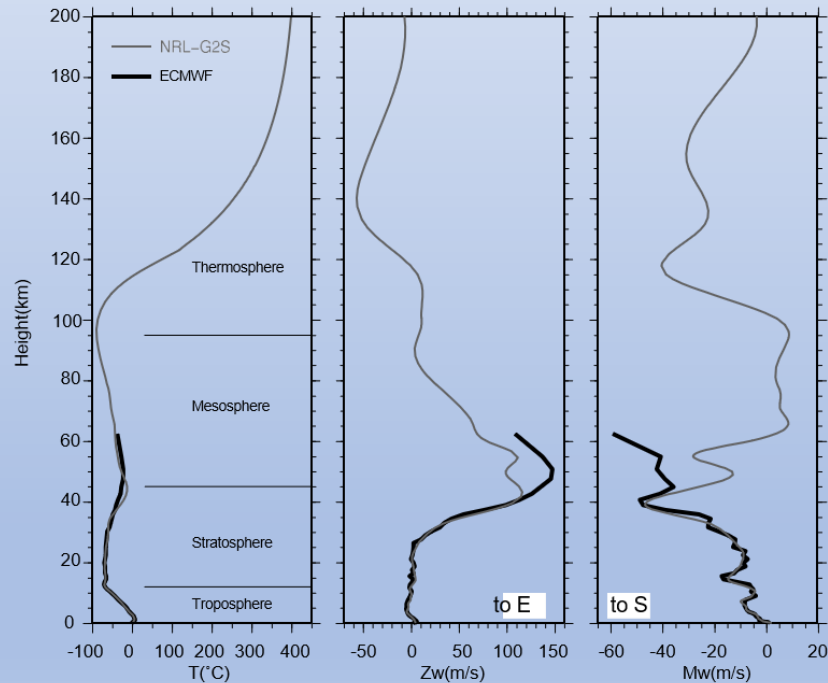 200
180
160
140
120
100
80
60
40
20
0
Height(km)
NRL-G2S
ECMWF
Thermosphere
Mesosphere
Stratosphere
Troposphere
-100 0 100 200 300 400
T(˚C)
to E
-50 0 50 100 150
Zw(m/s)
to S
-60 -40 -20 0 20
Mw(m/s)